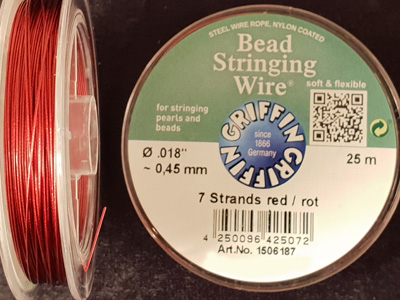 STEEL WIRE ROPE, NYLON COATED
Bead
Stringing
Wire®
soft & flexible
for stringing
pearls and
beads
GRIFFIN
since
1866
Germany
GRIFFIN
Ø .018"
~ 0,45 mm
25 m
7 Strands red / rot
4 250096 425072
Art.No. 1506187